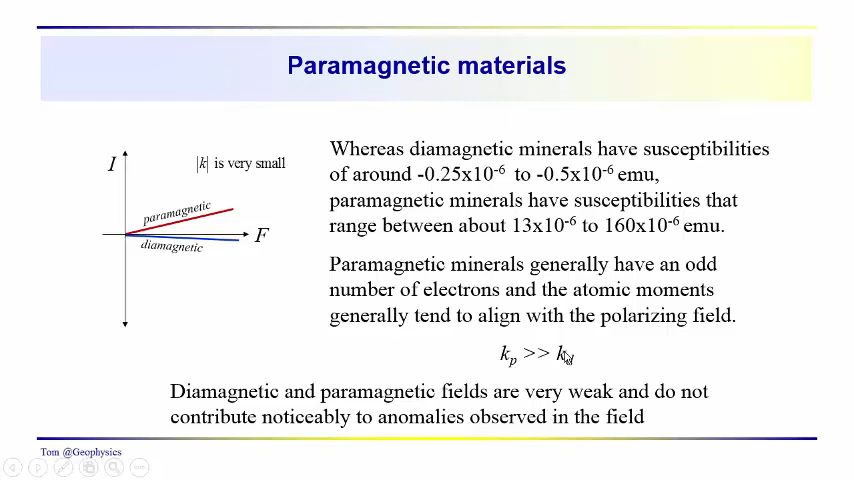 Paramagnetic materials
I
|k| is very small
paramagnetic
F
diamagnetic
Whereas diamagnetic minerals have susceptibilities
of around -0.25x10⁻⁶ to -0.5x10⁻⁶ emu,
paramagnetic minerals have susceptibilities that
range between about 13x10⁻⁶ to 160x10⁻⁶ emu.
Paramagnetic minerals generally have an odd
number of electrons and the atomic moments
generally tend to align with the polarizing field.
kp >> kd
Diamagnetic and paramagnetic fields are very weak and do not
contribute noticeably to anomalies observed in the field
Tom @Geophysics